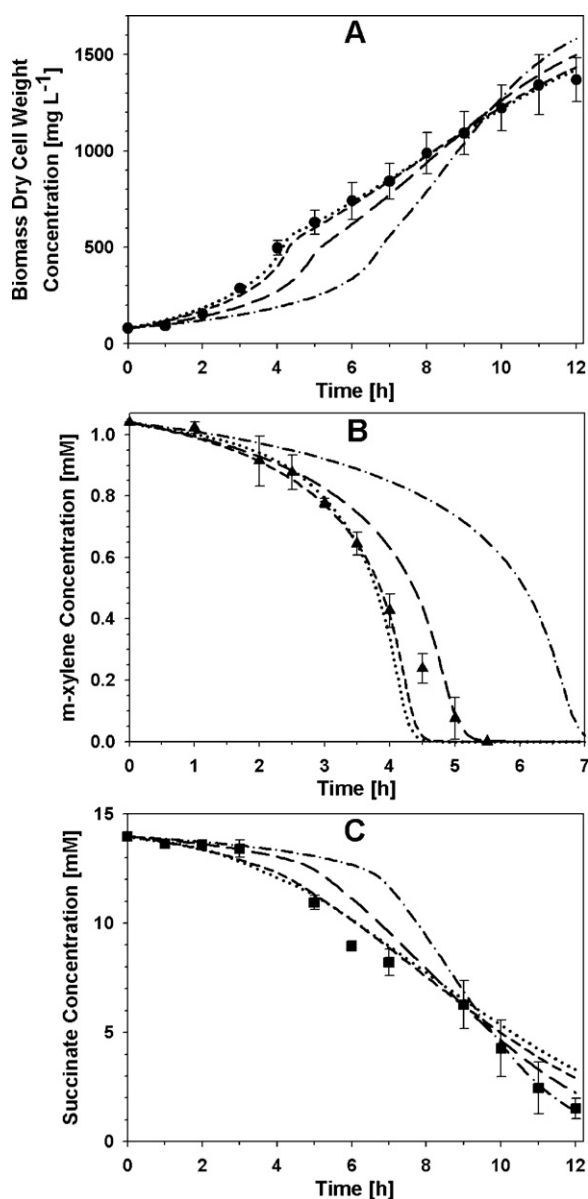 A
Biomass Dry Cell Weight
Concentration [mg L⁻¹]
1500
1000
500
0
0 2 4 6 8 10 12
Time [h]
B
m-xylene Concentration [mM]
1.0
0.8
0.6
0.4
0.2
0.0
0 1 2 3 4 5 6 7
Time [h]
C
Succinate Concentration [mM]
15
10
5
0
0 2 4 6 8 10 12
Time [h]